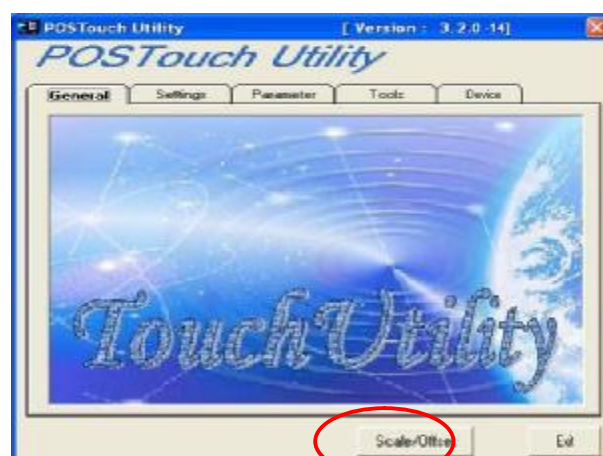 POSTouch Utility [ Version : 3.2.0-14]
POSTouch Utility
General Settings Parameter Tools Device
TouchUtility
Scale/Offset Exit